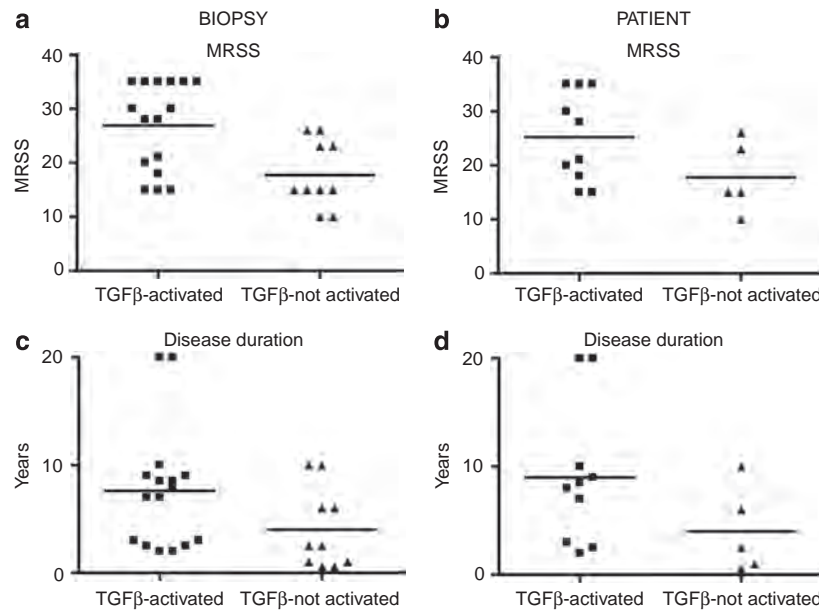 a
BIOPSY
MRSS
MRSS
40
30
20
10
0
TGFβ-activated
TGFβ-not activated
b
PATIENT
MRSS
MRSS
40
30
20
10
0
TGFβ-activated
TGFβ-not activated
c
Disease duration
Years
20
10
0
TGFβ-activated
TGFβ-not activated
d
Disease duration
Years
20
10
0
TGFβ-activated
TGFβ-not activated